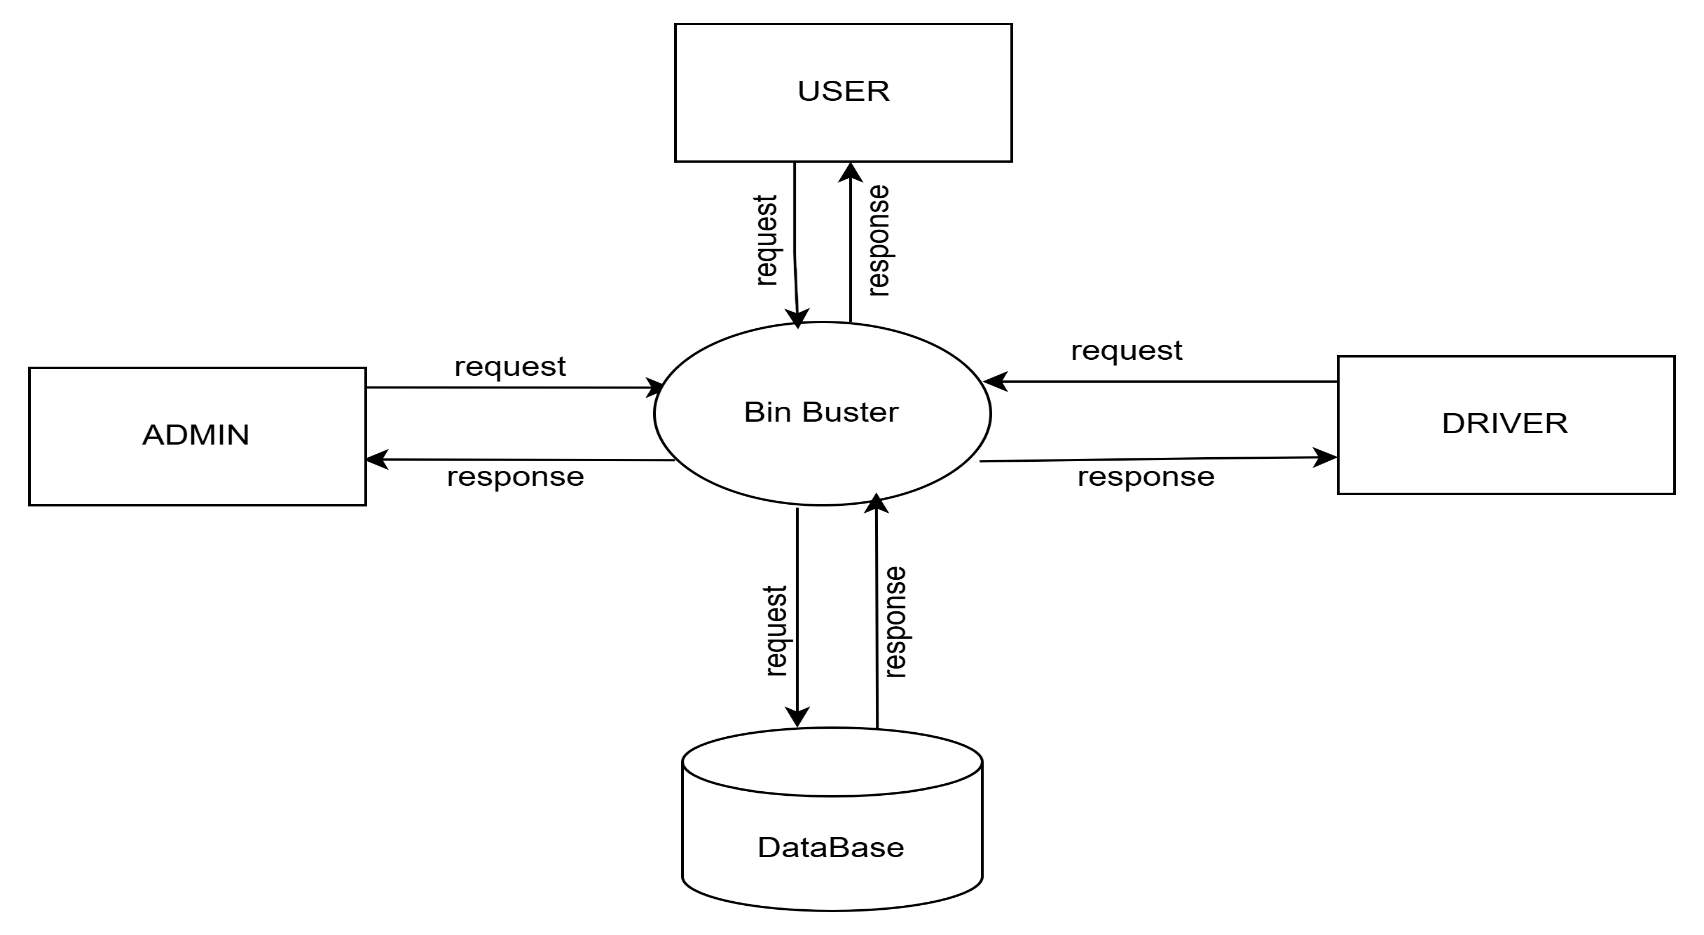 USER
request
response
request
request
ADMIN
Bin Buster
DRIVER
response
response
request
response
DataBase